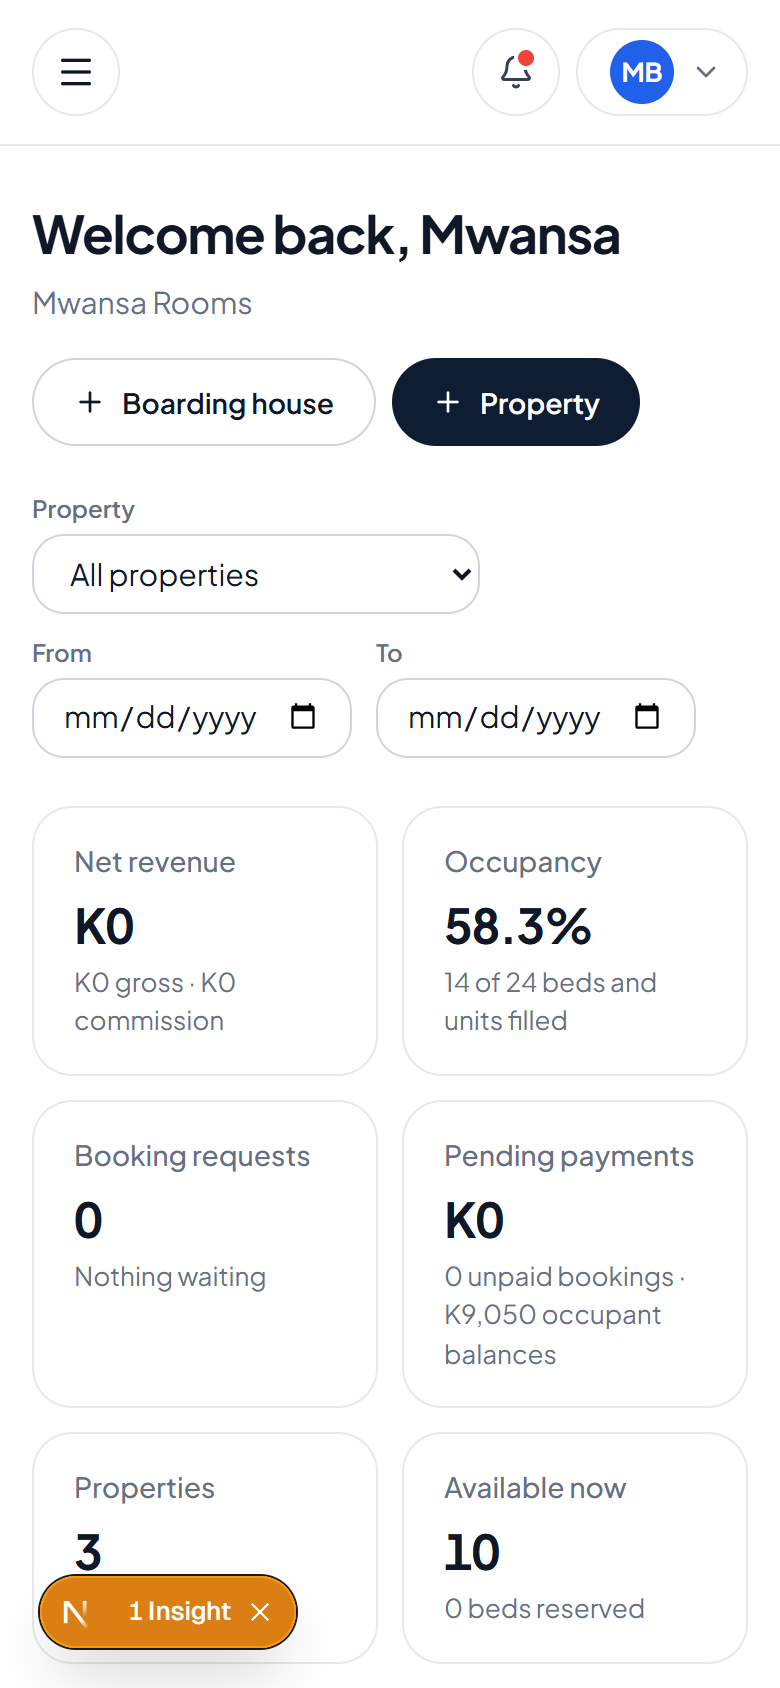 MB
Welcome back, Mwansa
Mwansa Rooms
+ Boarding house
+ Property
Property
All properties
From
To
mm/dd/yyyy
mm/dd/yyyy
Net revenue
K0
K0 gross · K0
commission
Occupancy
58.3%
14 of 24 beds and
units filled
Booking requests
0
Nothing waiting
Pending payments
K0
0 unpaid bookings ·
K9,050 occupant
balances
Properties
3
Available now
10
0 beds reserved
N
1 Insight